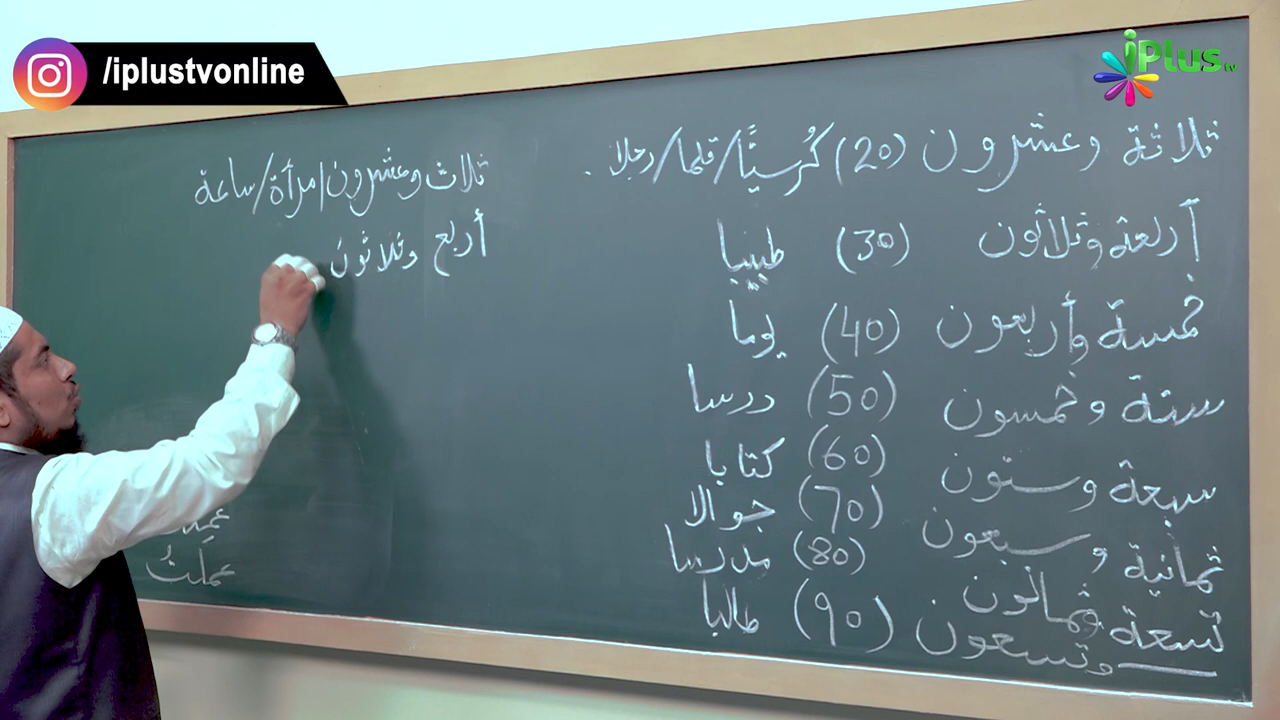 /iplustvonline
iPlus tv
ثلاثة وعشرون (20) كُرسيًّا/قلما/رجلا.
أربعة وثلاثون (30) طبيبا
خمسة وأربعون (40) يوما
ستة وخمسون (50) درسا
سبعة وستون (60) كتابا
ثمانية وسبعون (70) جوالا
تسعة وثمانون (80) مدرسا
وتسعون (90) طالبا
ثلاث وعشرون امرأة/ساعة
أربع وثلاثون
عملتُ